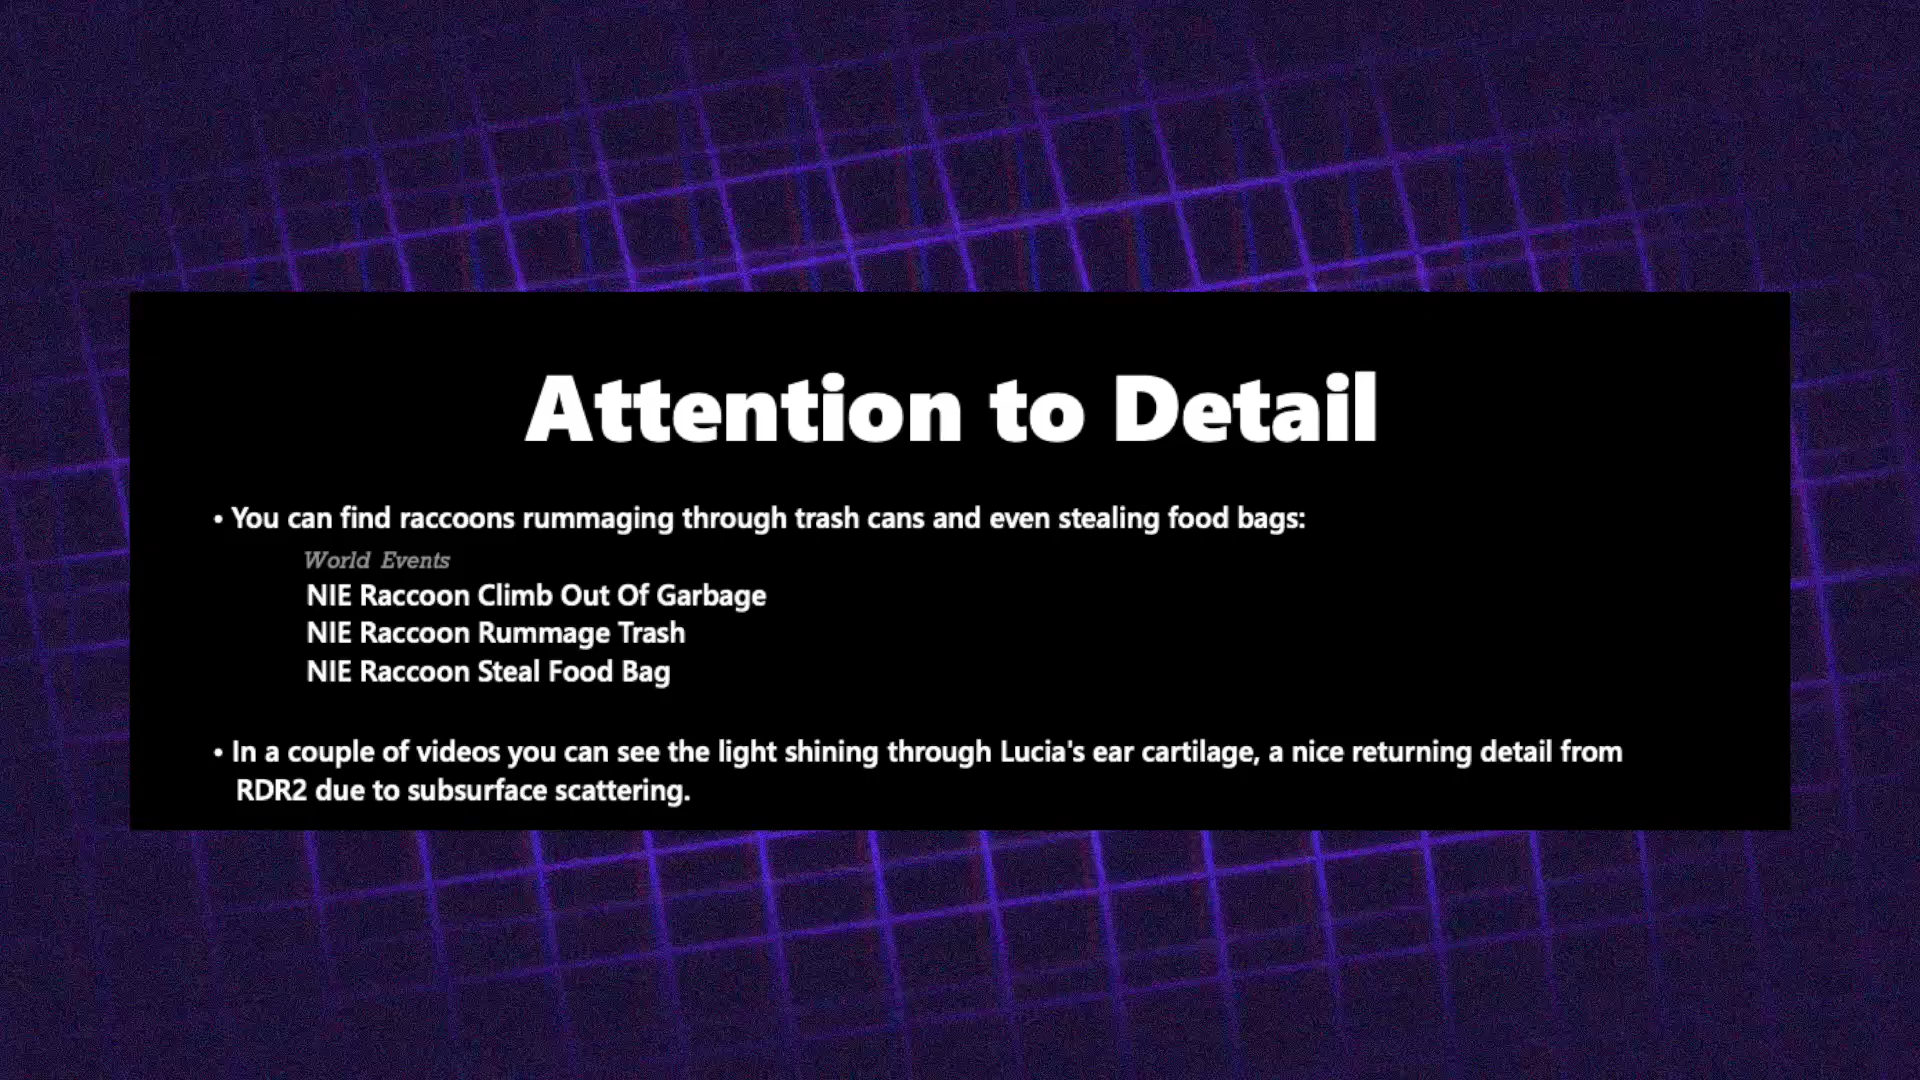 Attention to Detail
• You can find raccoons rummaging through trash cans and even stealing food bags:
World Events
NIE Raccoon Climb Out Of Garbage
NIE Raccoon Rummage Trash
NIE Raccoon Steal Food Bag
• In a couple of videos you can see the light shining through Lucia's ear cartilage, a nice returning detail from
RDR2 due to subsurface scattering.